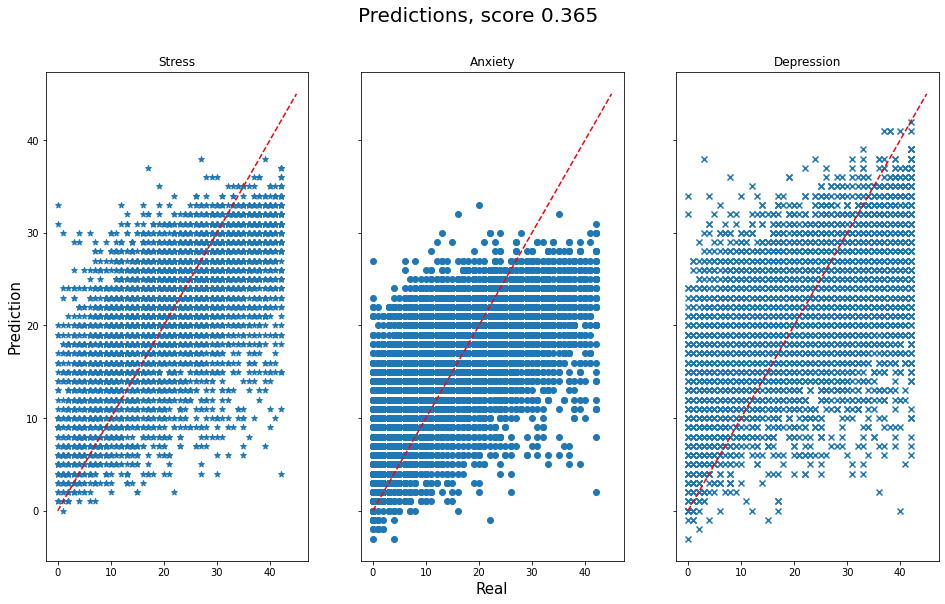 Predictions, score 0.365
Stress
Anxiety
Depression
Prediction
40
30
20
10
0
0 10 20 30 40
0 10 20 30 40
0 10 20 30 40
Real